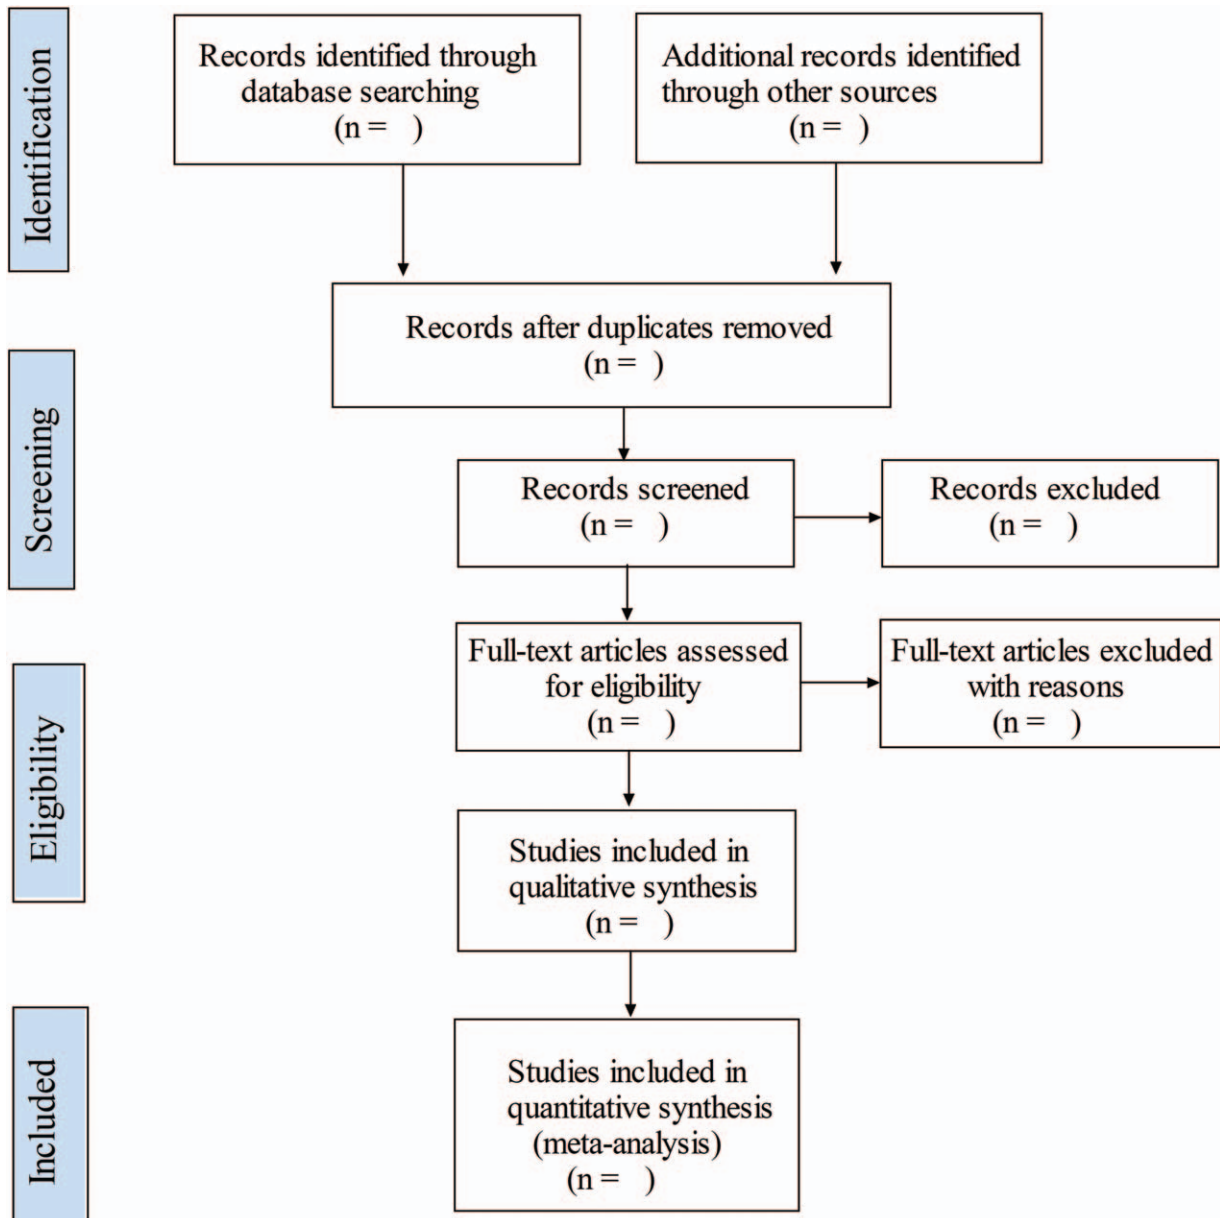 Identification
Records identified through
database searching
(n =   )
Additional records identified
through other sources
(n =   )
Records after duplicates removed
(n =   )
Screening
Records screened
(n =   )
Records excluded
(n =   )
Eligibility
Full-text articles assessed
for eligibility
(n =   )
Full-text articles excluded
with reasons
(n =   )
Studies included in
qualitative synthesis
(n =   )
Included
Studies included in
quantitative synthesis
(meta-analysis)
(n =   )